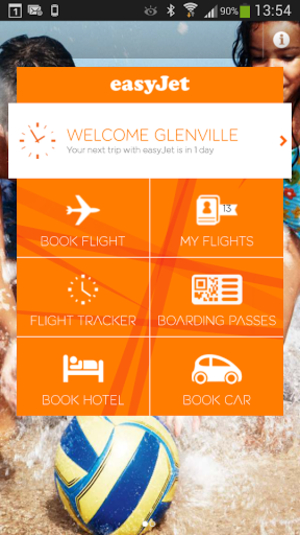 1
90% 13:54
i
easyJet
WELCOME GLENVILLE
Your next trip with easyJet is in 1 day
BOOK FLIGHT
13
MY FLIGHTS
FLIGHT TRACKER
BOARDING PASSES
BOOK HOTEL
BOOK CAR